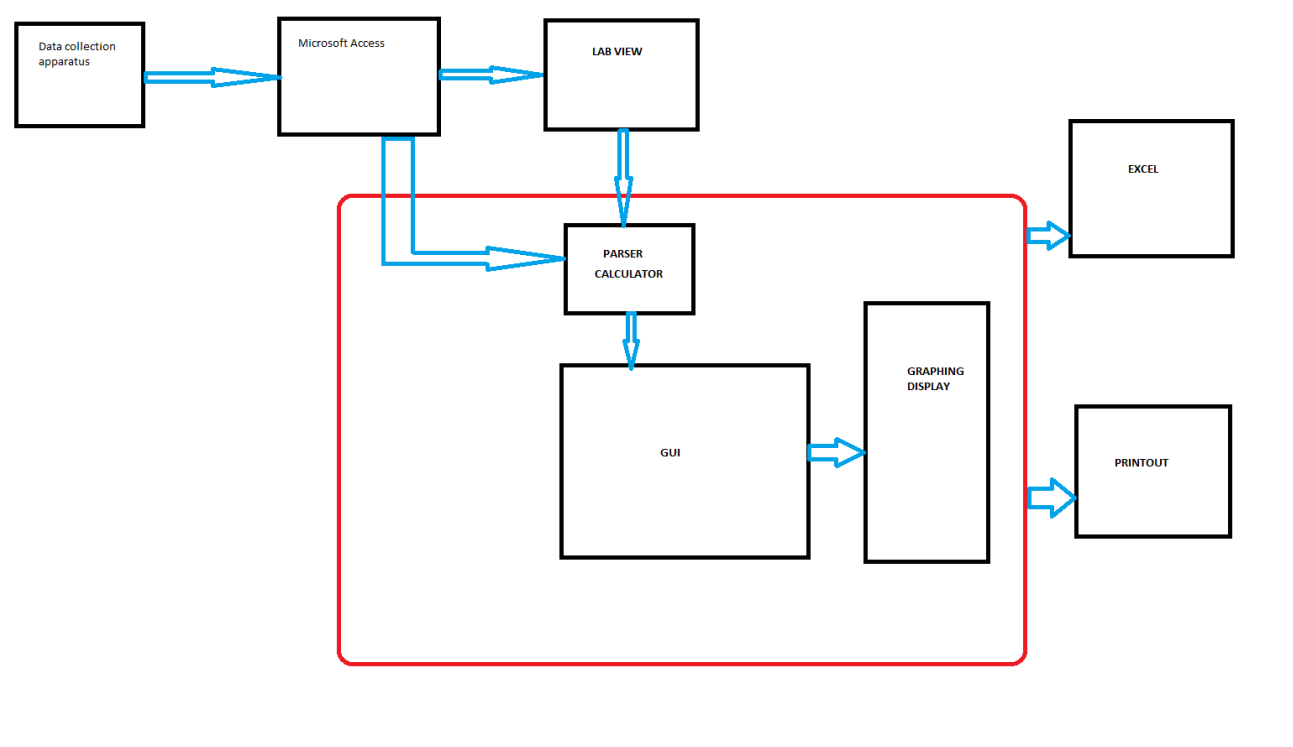 Data collection
apparatus
Microsoft Access
LAB VIEW
EXCEL
PARSER
CALCULATOR
GRAPHING
DISPLAY
GUI
PRINTOUT